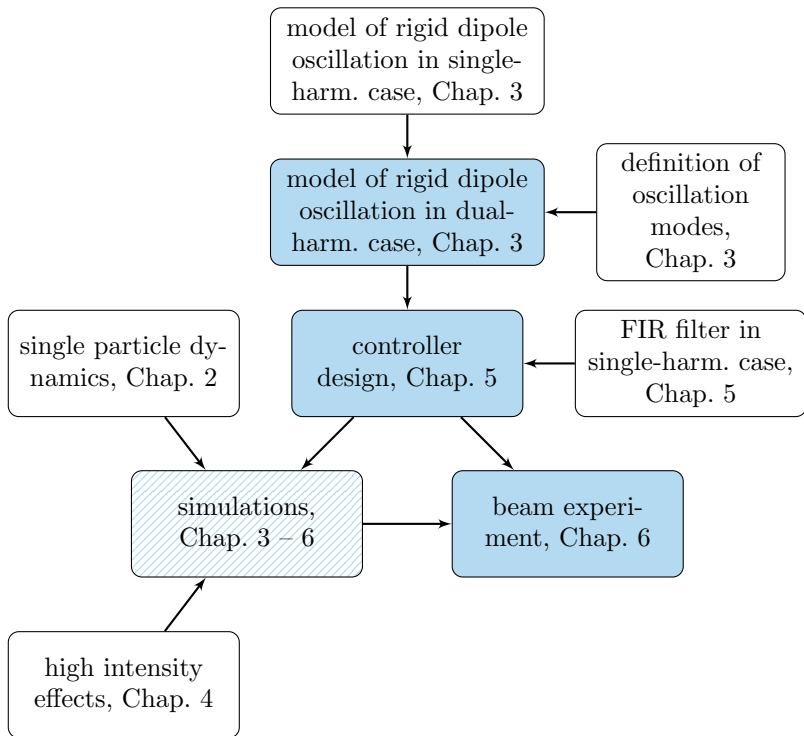 model of rigid dipole
oscillation in single-
harm. case, Chap. 3
model of rigid dipole
oscillation in dual-
harm. case, Chap. 3
definition of
oscillation
modes,
Chap. 3
single particle dy-
namics, Chap. 2
controller
design, Chap. 5
FIR filter in
single-harm. case,
Chap. 5
simulations,
Chap. 3 – 6
beam experi-
ment, Chap. 6
high intensity
effects, Chap. 4